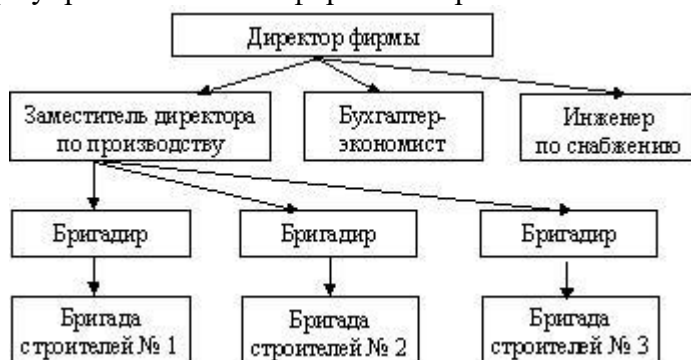 Директор фирмы
Заместитель директора
по производству
Бухгалтер-
экономист
Инженер
по снабжению
Бригадир
Бригадир
Бригадир
Бригада
строителей № 1
Бригада
строителей № 2
Бригада
строителей № 3